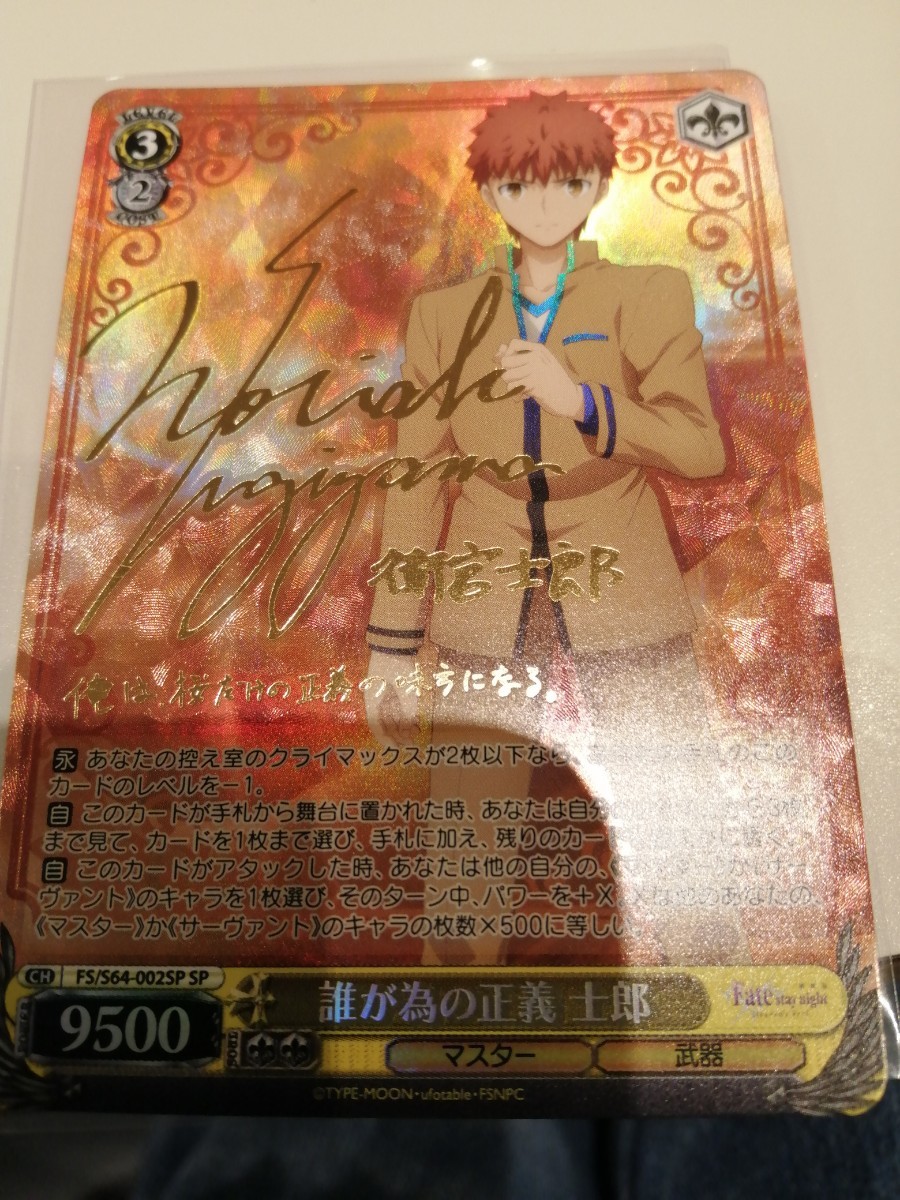 LEVEL
3
2
COST
Noriaki
Sugiyama
衛宮士郎
俺は、桜だけの正義の味方になる。
永 あなたの控え室のクライマックスが2枚以下なら、
カードのレベルを-1。
自 このカードが手札から舞台に置かれた時、あなたは自分
まで見て、カードを1枚まで選び、手札に加え、残りのカード
自 このカードがアタックした時、あなたは他の自分の、
ヴァント》のキャラを1枚選び、そのターン中、パワーを+X。
《マスター》か《サーヴァント》のキャラの枚数×500に等しい。
CH FS/S64-002SP SP
誰が為の正義 士郎
Fate stay night
9500
マスター 武器
©TYPE-MOON・ufotable・FSNPC